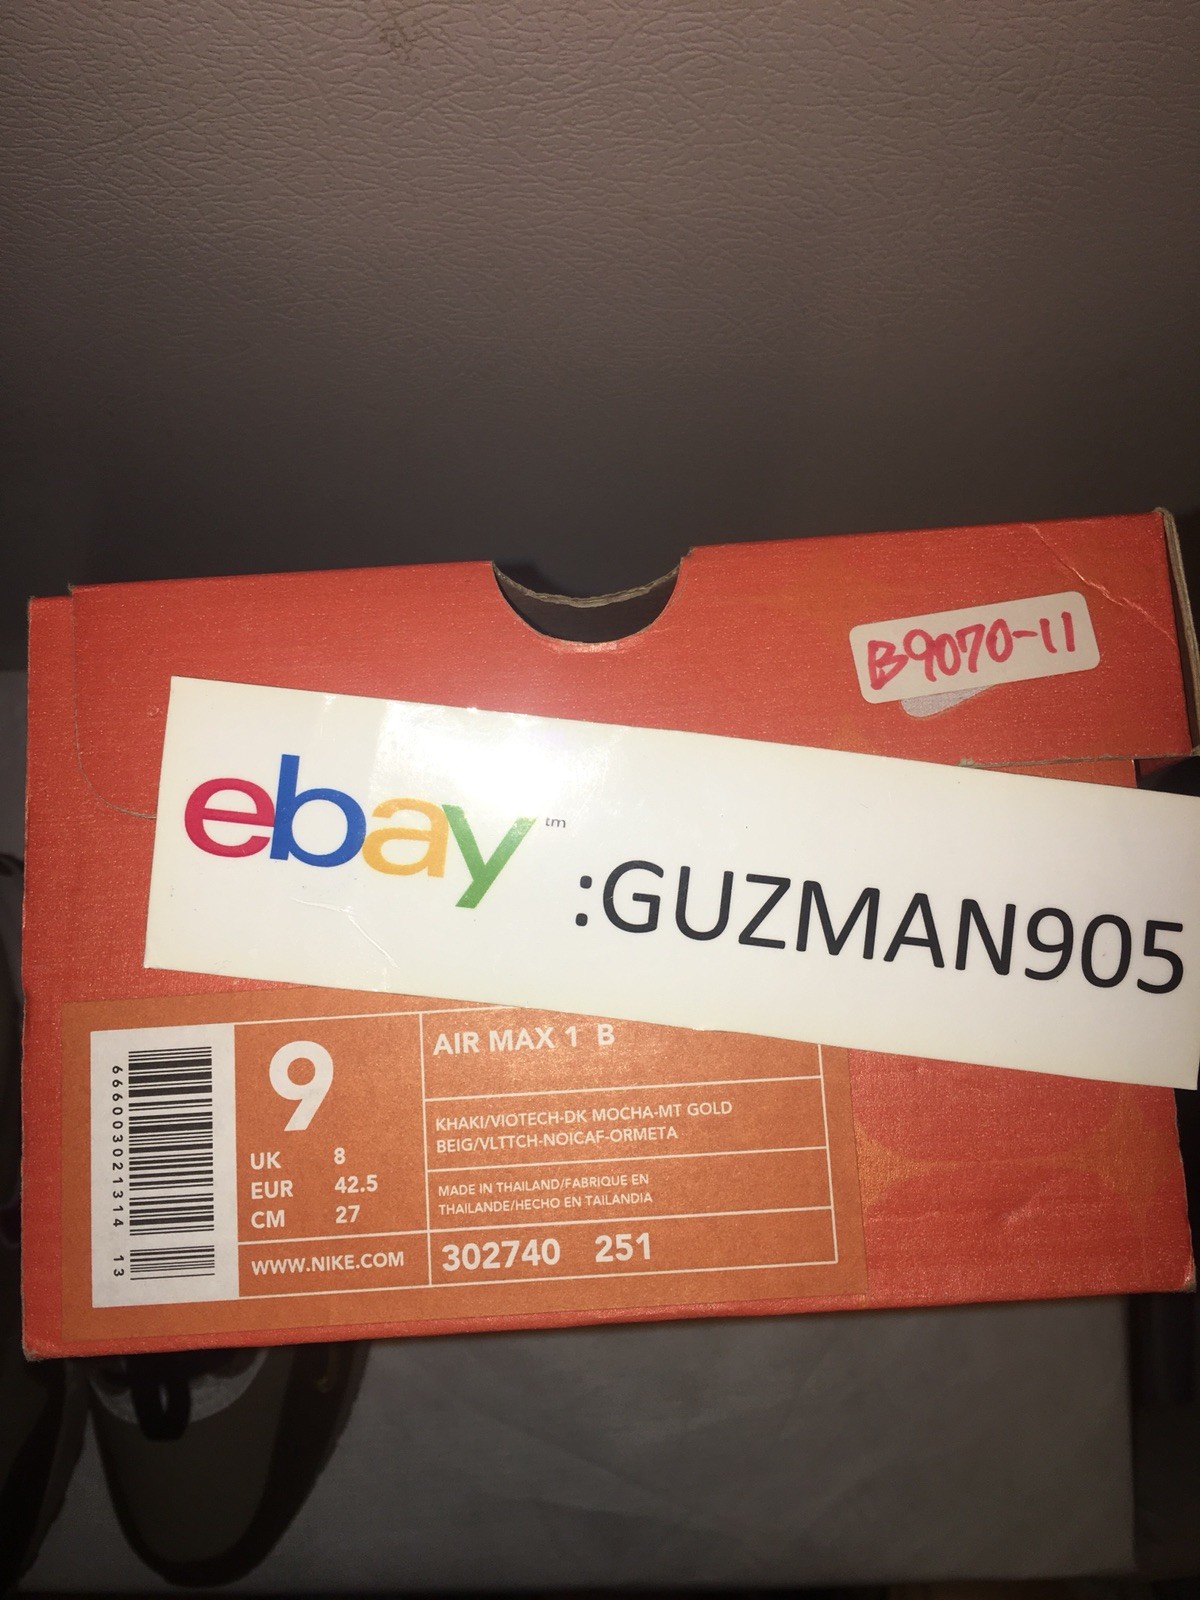 B9070-11
ebay™ :GUZMAN905
666003021314 13
9
UK 8
EUR 42.5
CM 27
WWW.NIKE.COM
AIR MAX 1 B
KHAKI/VIOTECH-DK MOCHA-MT GOLD
BEIG/VLTTCH-NOICAF-ORMETA
MADE IN THAILAND/FABRIQUE EN
THAILANDE/HECHO EN TAILANDIA
302740 251